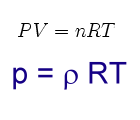 PV = nRT
p = ρ RT